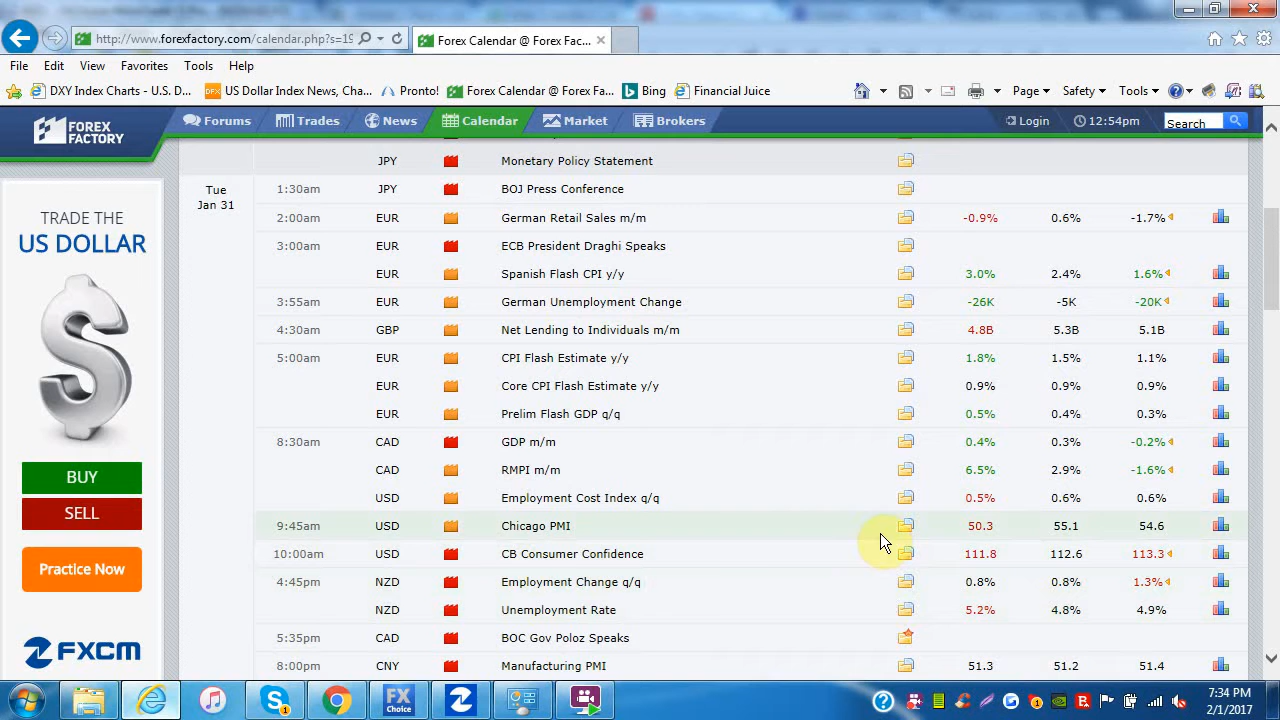 http://www.forexfactory.com/calendar.php?s=19
Forex Calendar @ Forex Fac...
File Edit View Favorites Tools Help
DXY Index Charts - U.S. D... US Dollar Index News, Cha... Pronto! Forex Calendar @ Forex Fa... Bing Financial Juice Page Safety Tools
FOREX FACTORY Forums Trades News Calendar Market Brokers Login 12:54pm Search
JPY Monetary Policy Statement
Tue Jan 31
1:30am JPY BOJ Press Conference
2:00am EUR German Retail Sales m/m -0.9% 0.6% -1.7%
3:00am EUR ECB President Draghi Speaks
EUR Spanish Flash CPI y/y 3.0% 2.4% 1.6%
3:55am EUR German Unemployment Change -26K -5K -20K
4:30am GBP Net Lending to Individuals m/m 4.8B 5.3B 5.1B
5:00am EUR CPI Flash Estimate y/y 1.8% 1.5% 1.1%
EUR Core CPI Flash Estimate y/y 0.9% 0.9% 0.9%
EUR Prelim Flash GDP q/q 0.5% 0.4% 0.3%
8:30am CAD GDP m/m 0.4% 0.3% -0.2%
CAD RMPI m/m 6.5% 2.9% -1.6%
USD Employment Cost Index q/q 0.5% 0.6% 0.6%
9:45am USD Chicago PMI 50.3 55.1 54.6
10:00am USD CB Consumer Confidence 111.8 112.6 113.3
4:45pm NZD Employment Change q/q 0.8% 0.8% 1.3%
NZD Unemployment Rate 5.2% 4.8% 4.9%
5:35pm CAD BOC Gov Poloz Speaks
8:00pm CNY Manufacturing PMI 51.3 51.2 51.4
TRADE THE
US DOLLAR
BUY
SELL
Practice Now
FXCM
FX
Choice
7:34 PM
2/1/2017